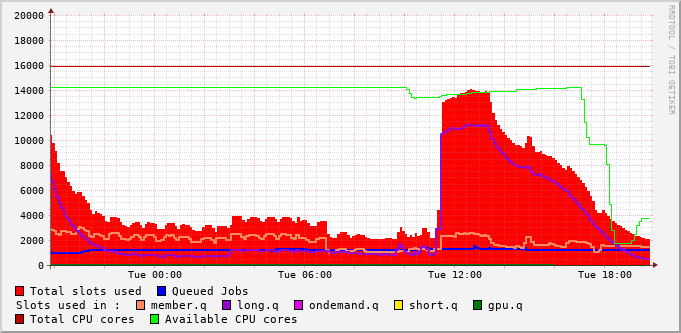 20000
18000
16000
14000
12000
10000
8000
6000
4000
2000
0
Tue 00:00 Tue 06:00 Tue 12:00 Tue 18:00
RRDTOOL / TOBI OETIKER
Total slots used Queued Jobs
Slots used in : member.q long.q ondemand.q short.q gpu.q
Total CPU cores Available CPU cores